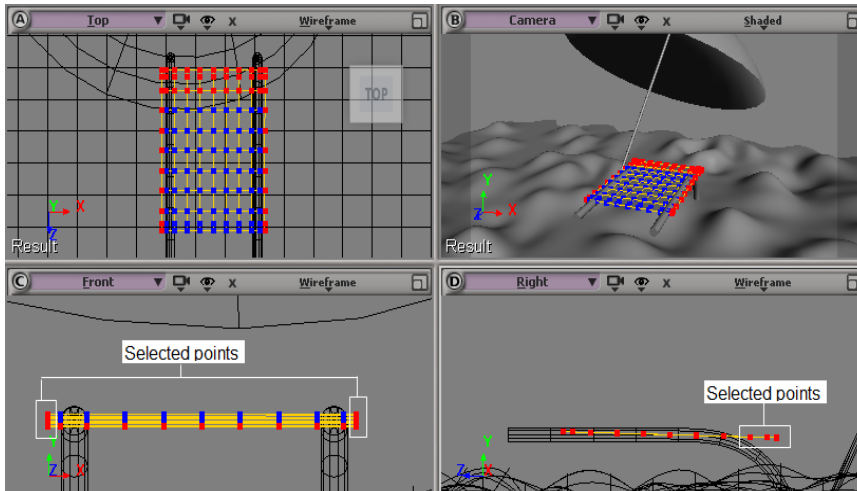 A Top x Wireframe
B Camera x Shaded
TOP
Y X
Z
Result
Y
Z X
Result
C Front x Wireframe
D Right x Wireframe
Selected points
Selected points
Y
Z X
Y
Z X